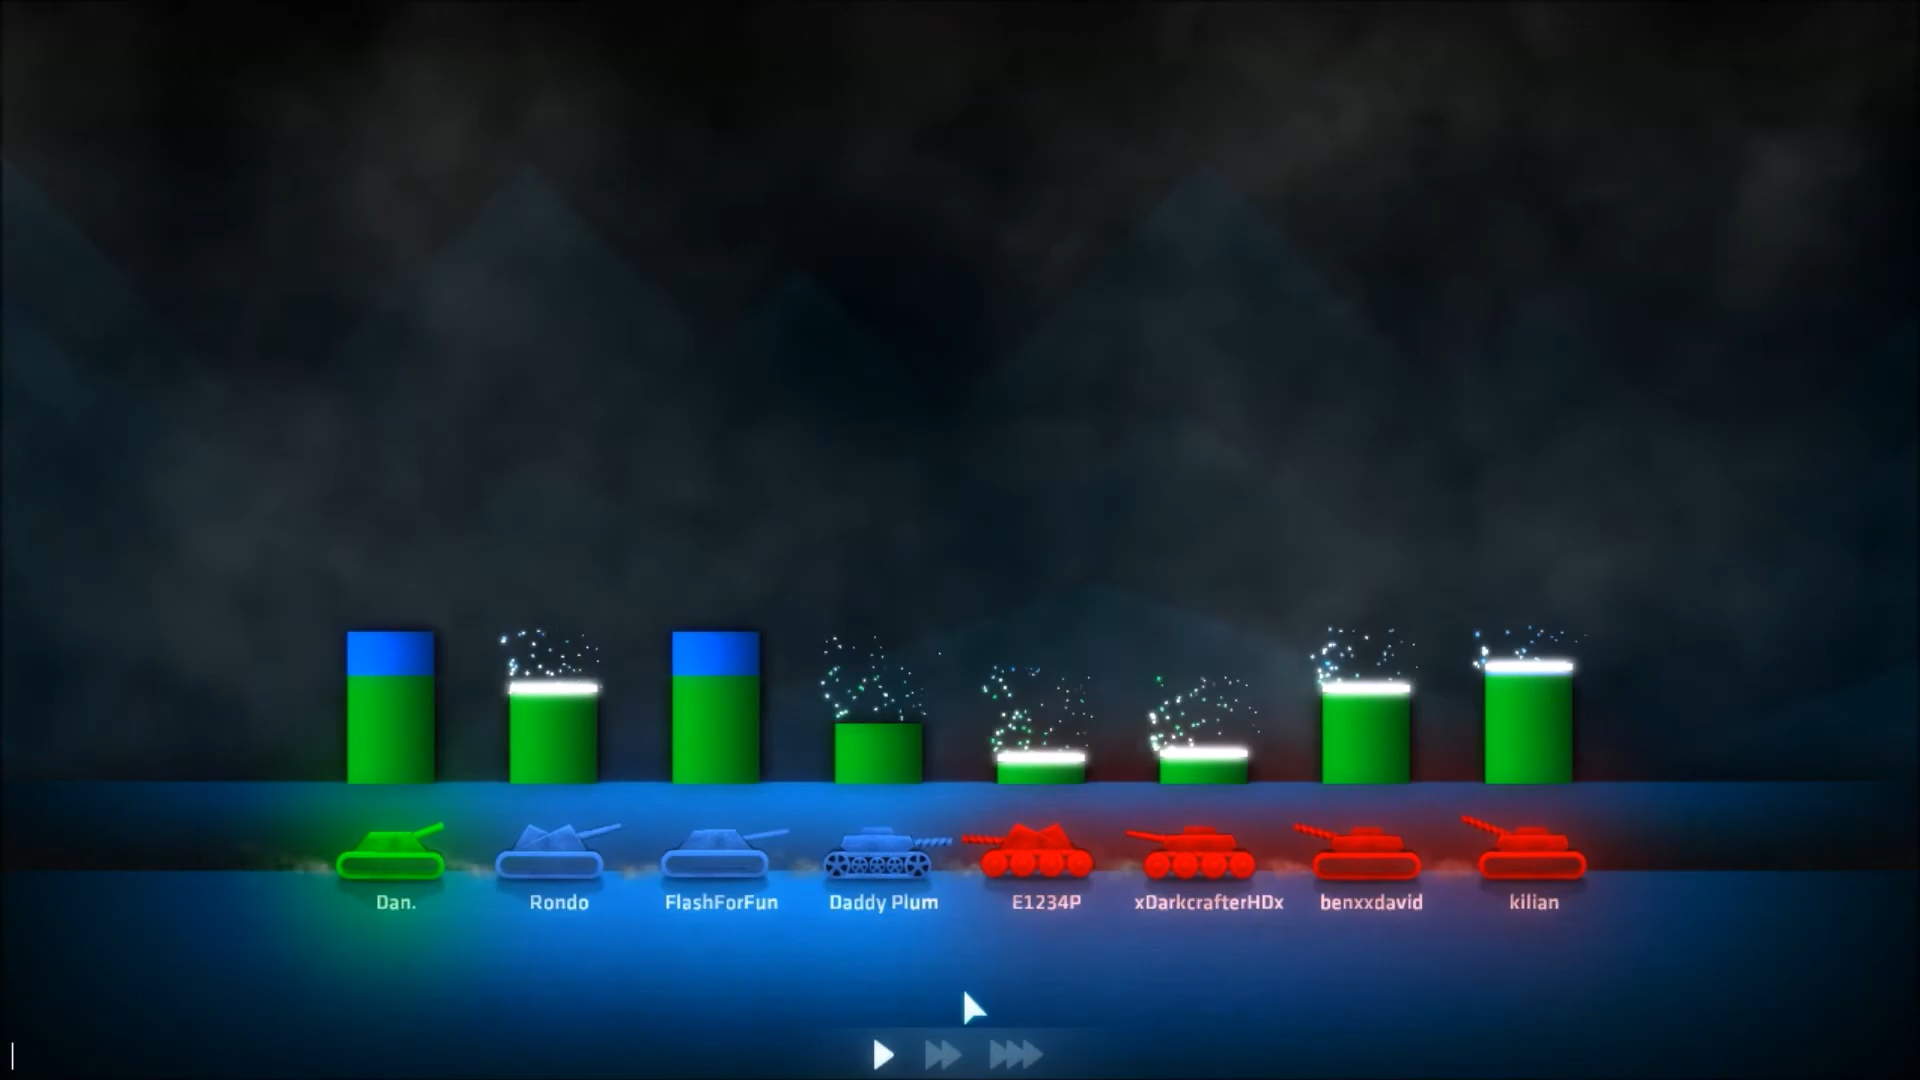 Dan.
Rondo
FlashForFun
Daddy Plum
E1234P
xDarkcrafterHDx
benxxdavid
kilian